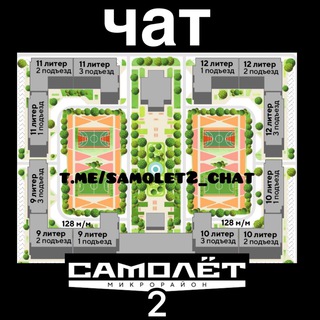 чат
11 литер
2 подъезд
11 литер
3 подъезд
12 литер
1 подъезд
12 литер
2 подъезд
11 литер
1 подъезд
12 литер
3 подъезд
T.ME/SAMOLET2_CHAT
9 литер
3 подъезд
10 литер
1 подъезд
128 м/м
128 м/м
9 литер
2 подъезд
9 литер
1 подъезд
10 литер
3 подъезд
10 литер
2 подъезд
САМОЛЁТ
МИКРОРАЙОН
2